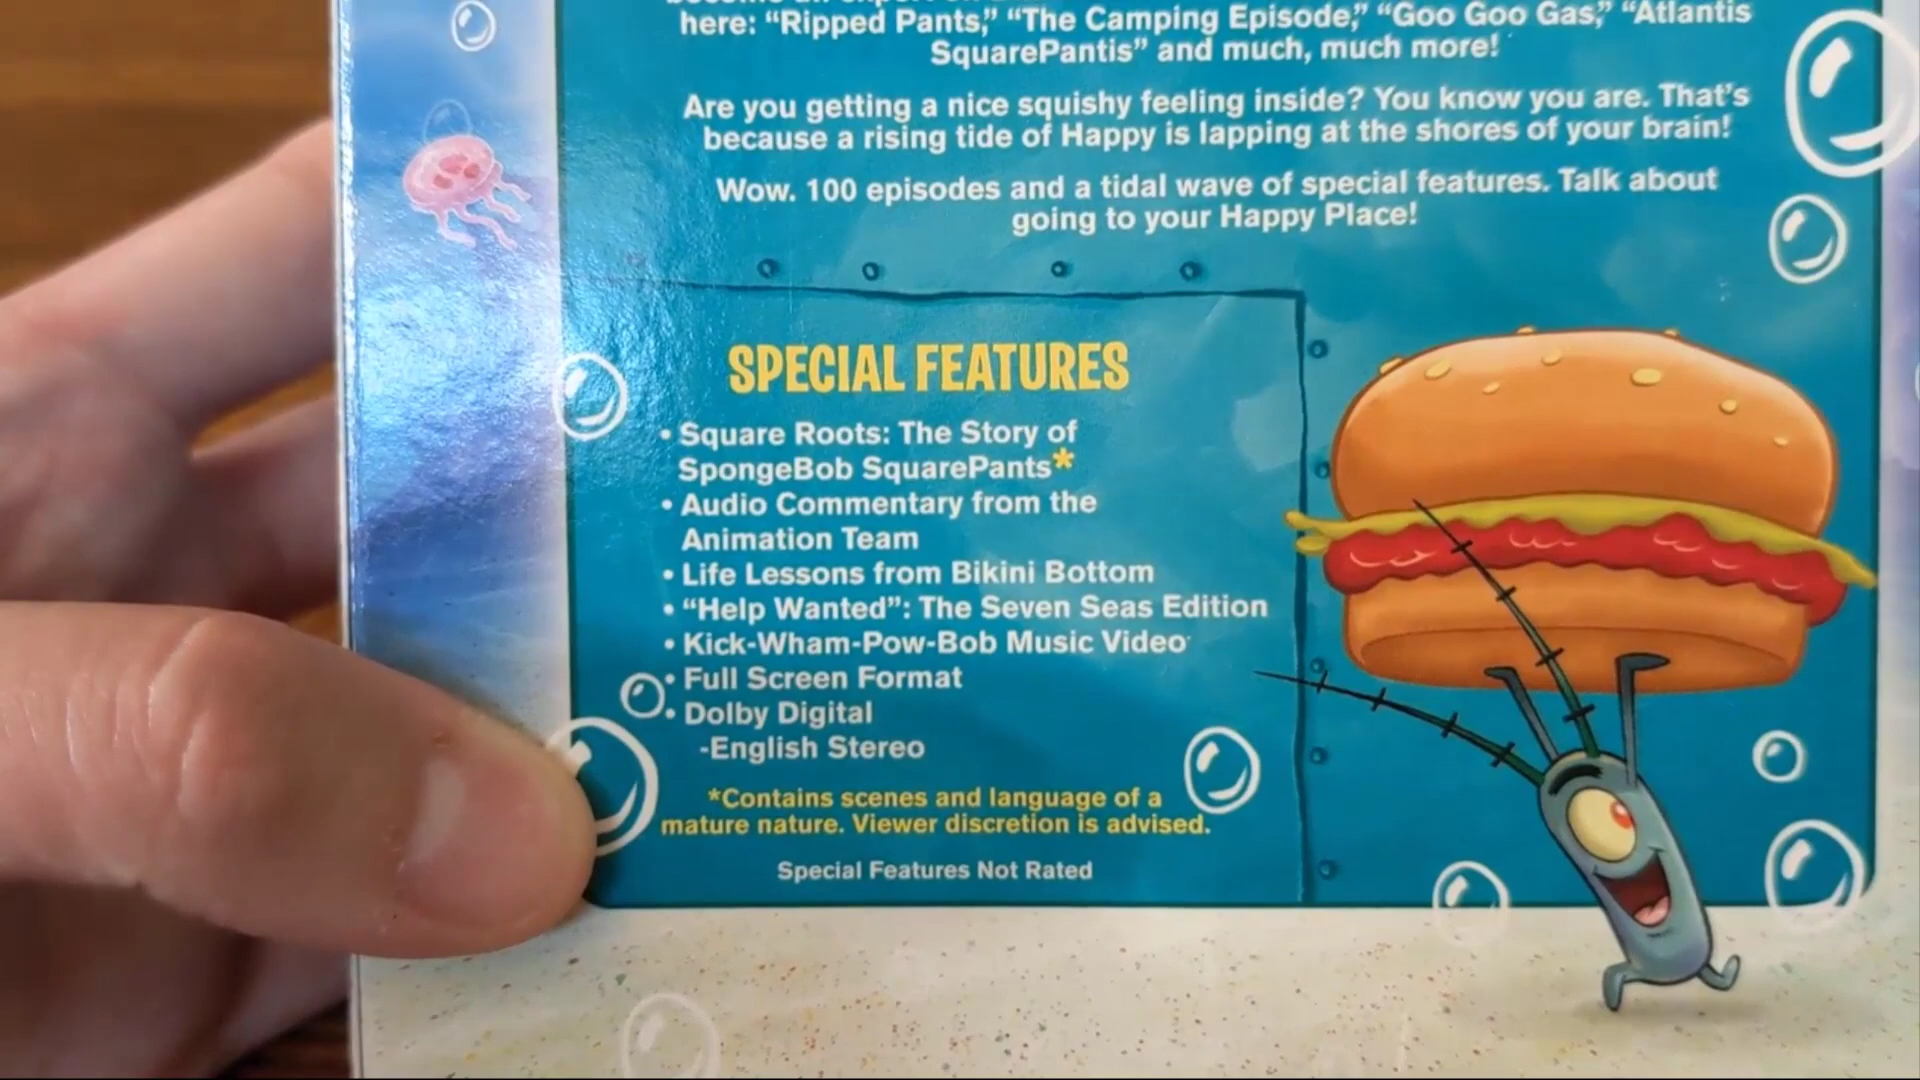 here: “Ripped Pants,” “The Camping Episode,” “Goo Goo Gas,” “Atlantis
SquarePantis” and much, much more!
Are you getting a nice squishy feeling inside? You know you are. That’s
because a rising tide of Happy is lapping at the shores of your brain!
Wow. 100 episodes and a tidal wave of special features. Talk about
going to your Happy Place!
SPECIAL FEATURES
• Square Roots: The Story of
SpongeBob SquarePants*
• Audio Commentary from the
Animation Team
• Life Lessons from Bikini Bottom
• “Help Wanted”: The Seven Seas Edition
• Kick-Wham-Pow-Bob Music Video
• Full Screen Format
• Dolby Digital
-English Stereo
*Contains scenes and language of a
mature nature. Viewer discretion is advised.
Special Features Not Rated